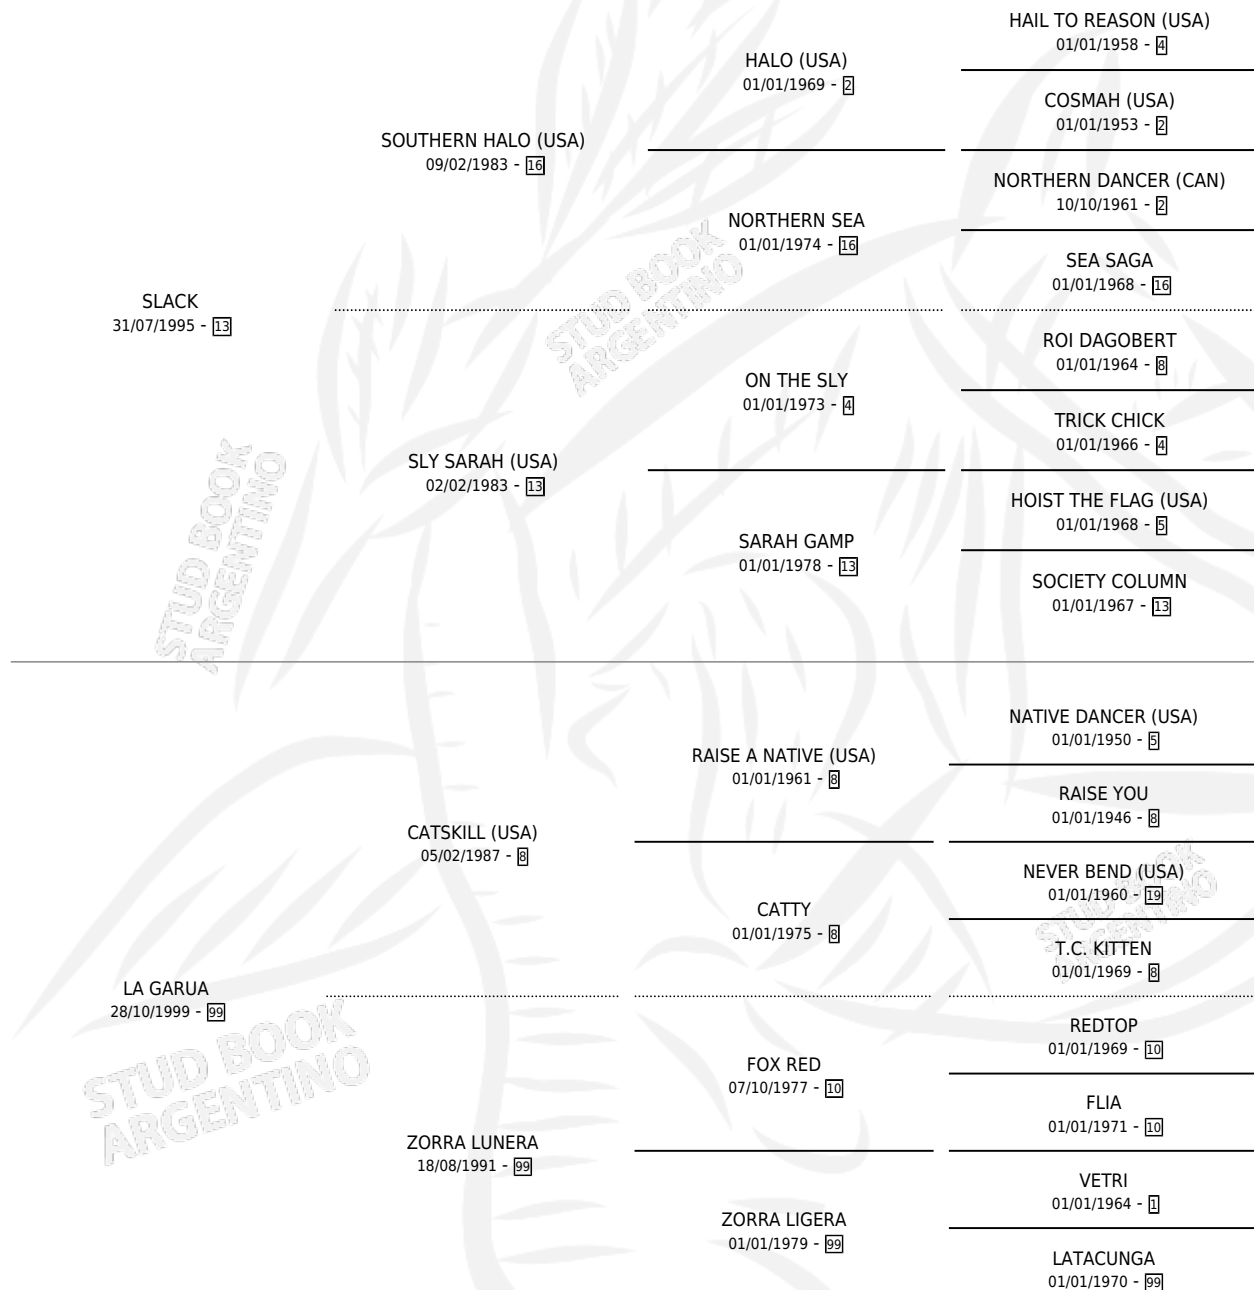 HAIL TO REASON (USA)
01/01/1958 - 4
HALO (USA)
01/01/1969 - 2
COSMAH (USA)
01/01/1953 - 2
SOUTHERN HALO (USA)
09/02/1983 - 16
NORTHERN DANCER (CAN)
10/10/1961 - 2
NORTHERN SEA
01/01/1974 - 16
SEA SAGA
01/01/1968 - 16
SLACK
31/07/1995 - 13
ROI DAGOBERT
01/01/1964 - 8
ON THE SLY
01/01/1973 - 4
TRICK CHICK
01/01/1966 - 4
SLY SARAH (USA)
02/02/1983 - 13
HOIST THE FLAG (USA)
01/01/1968 - 5
SARAH GAMP
01/01/1978 - 13
SOCIETY COLUMN
01/01/1967 - 13
NATIVE DANCER (USA)
01/01/1950 - 5
RAISE A NATIVE (USA)
01/01/1961 - 8
RAISE YOU
01/01/1946 - 8
CATSKILL (USA)
05/02/1987 - 8
NEVER BEND (USA)
01/01/1960 - 19
CATTY
01/01/1975 - 8
T.C. KITTEN
01/01/1969 - 8
LA GARUA
28/10/1999 - 99
REDTOP
01/01/1969 - 10
FOX RED
07/10/1977 - 10
FLIA
01/01/1971 - 10
ZORRA LUNERA
18/08/1991 - 99
VETRI
01/01/1964 - 1
ZORRA LIGERA
01/01/1979 - 99
LATACUNGA
01/01/1970 - 99
STUD BOOK
ARGENTINO
STUD BOOK
ARGENTINO
STUD BOOK
ARGENTINO
STUD BOOK
ARGENTINO